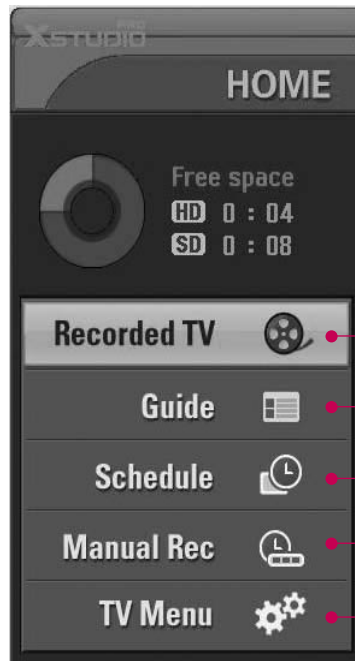 XSTUDIO PRO
HOME
Free space
HD 0 : 04
SD 0 : 08
Recorded TV
Guide
Schedule
Manual Rec
TV Menu